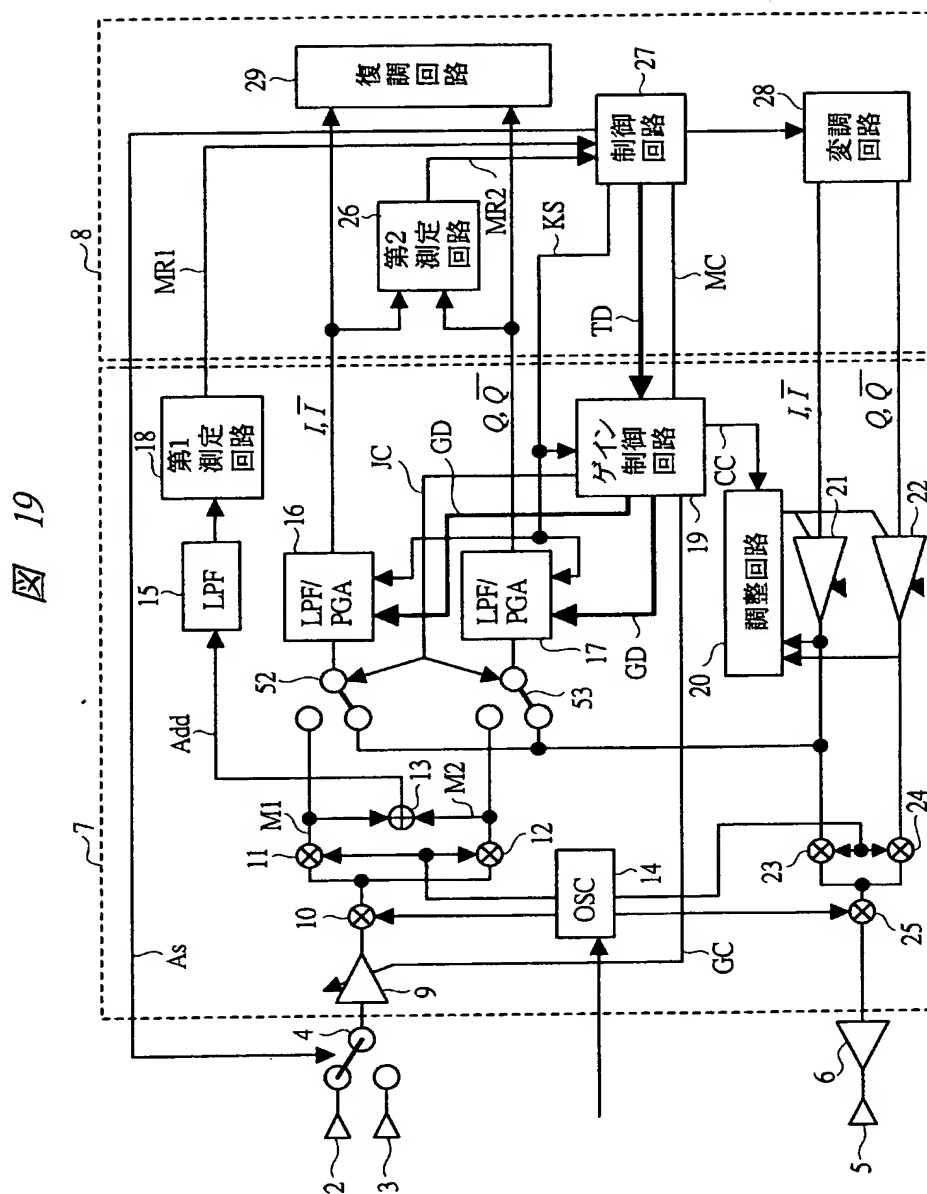 図 19
7
8
As
Add
MR1
15
LPF
18
第1
測定回路
29
復調回路
I, Ī
Q, Q̄
26
第2
測定回路
MR2
27
制御
回路
KS
TD
MC
28
変調
回路
I, Ī
Q, Q̄
JC
GD
16
LPF/
PGA
LPF/
PGA
17
GD
ゲイン
制御
回路
19
CC
調整回路
20
21
22
52
53
M1
13
M2
11
12
10
9
4
2
3
OSC
14
GC
23
24
25
6
5